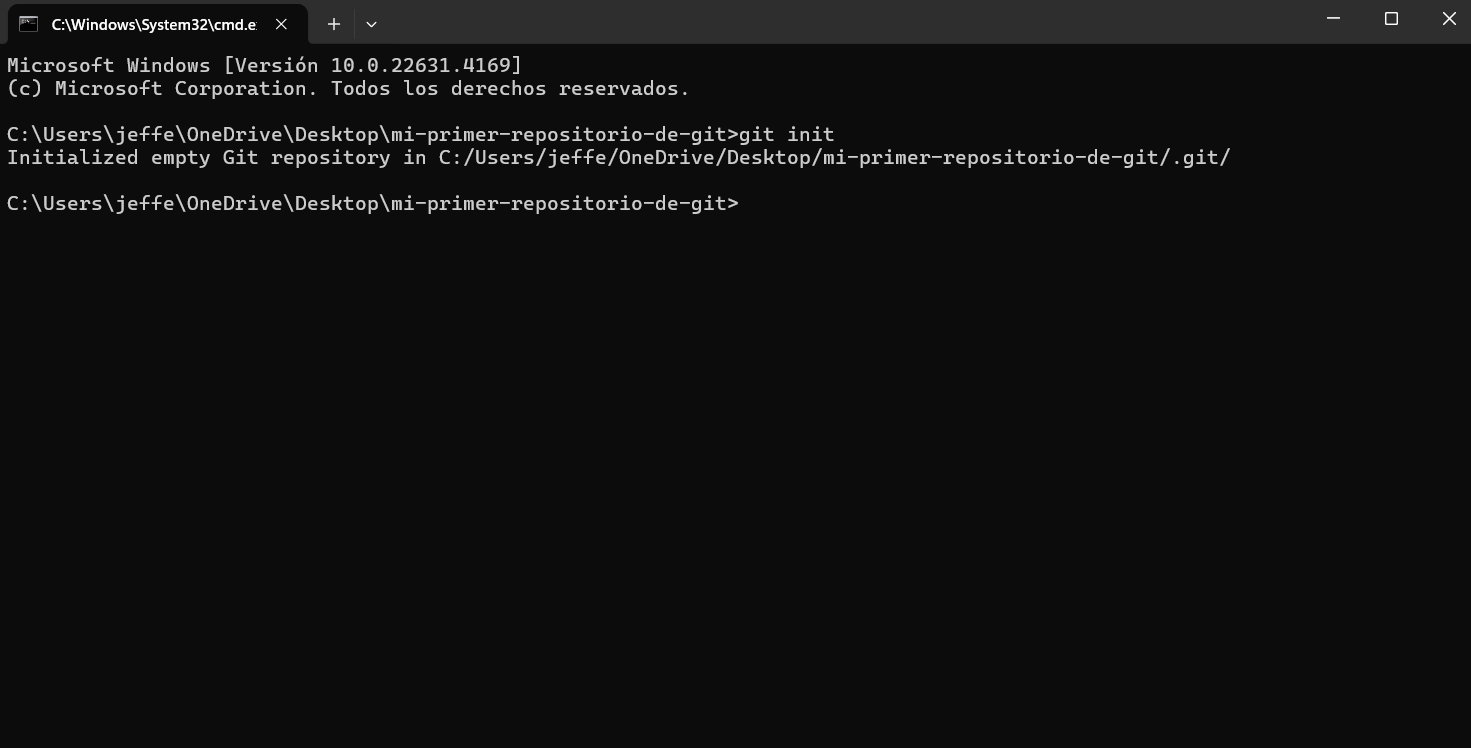 C:\Windows\System32\cmd.e
Microsoft Windows [Versión 10.0.22631.4169]
(c) Microsoft Corporation. Todos los derechos reservados.
C:\Users\jeffe\OneDrive\Desktop\mi-primer-repositorio-de-git>git init
Initialized empty Git repository in C:/Users/jeffe/OneDrive/Desktop/mi-primer-repositorio-de-git/.git/
C:\Users\jeffe\OneDrive\Desktop\mi-primer-repositorio-de-git>